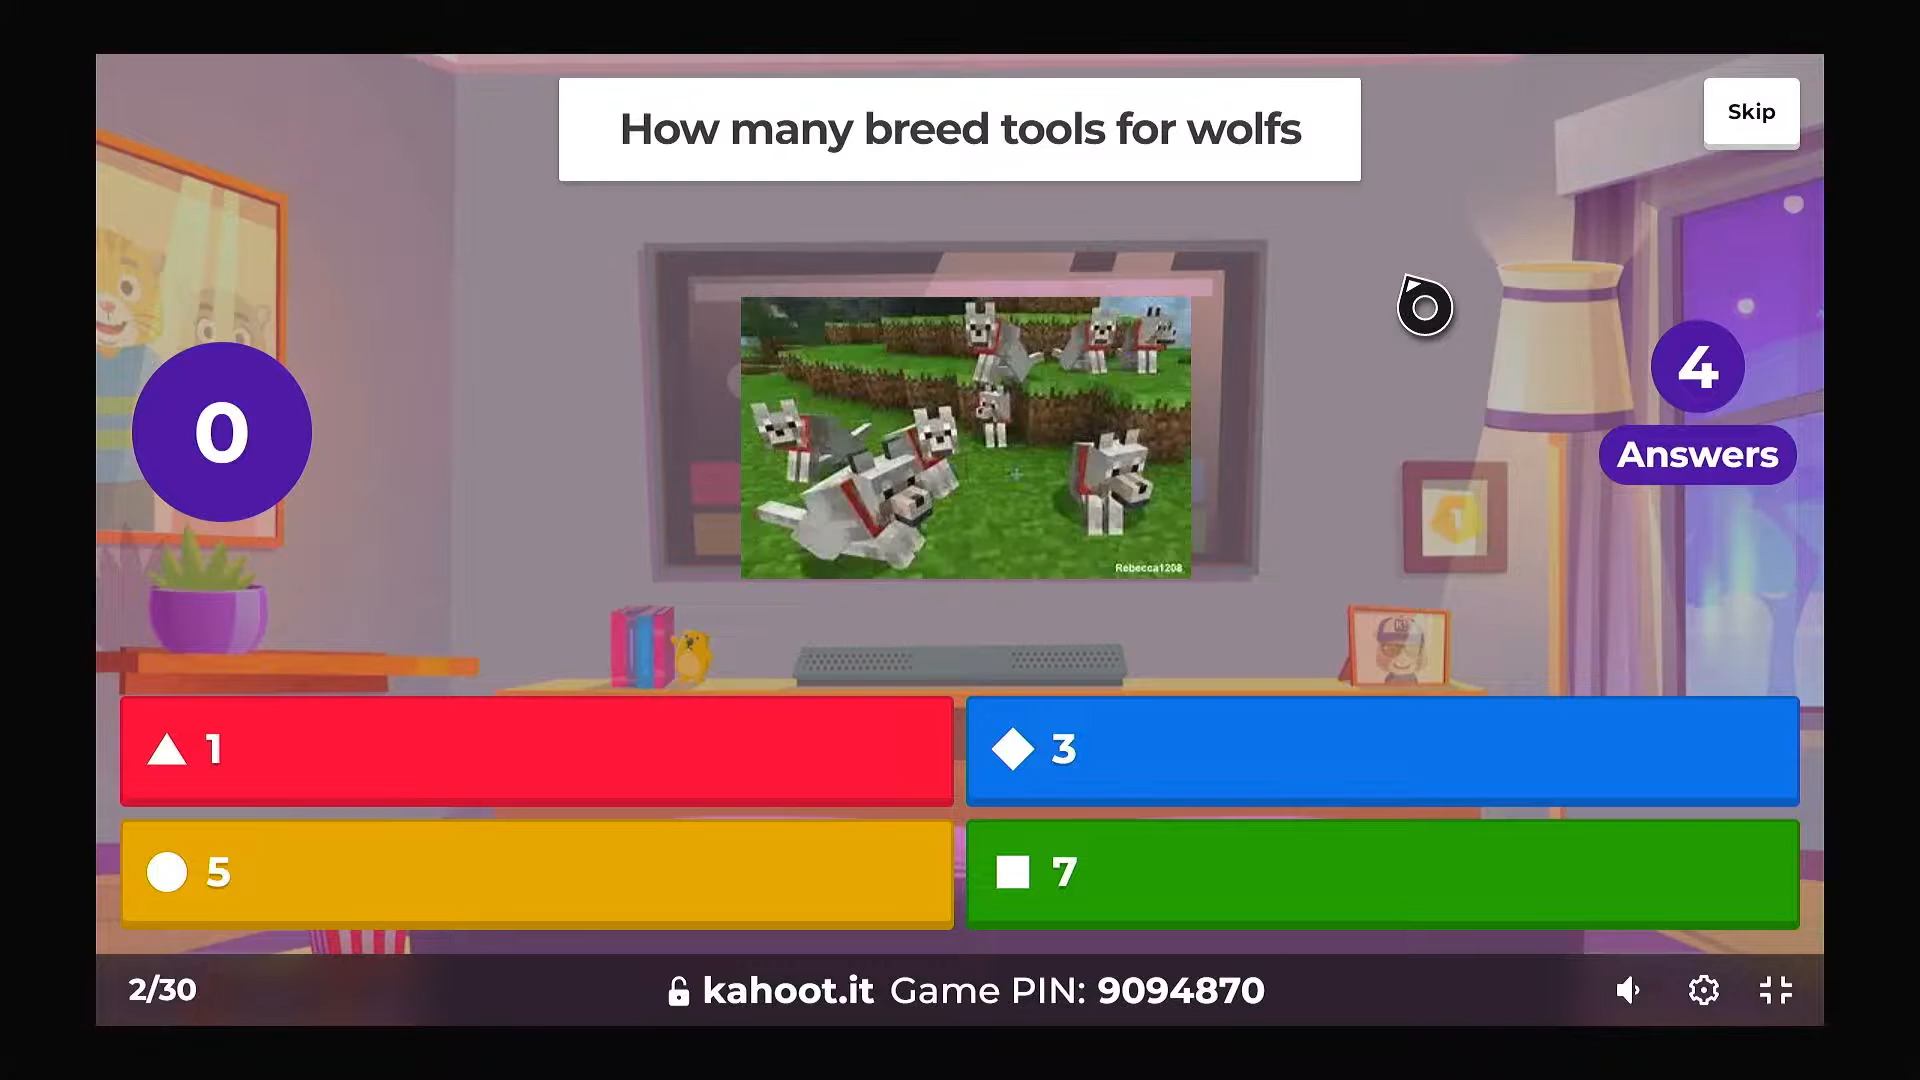 How many breed tools for wolfs
Skip
0
4
Answers
Rebecca1208
1
3
5
7
2/30
kahoot.it Game PIN: 9094870